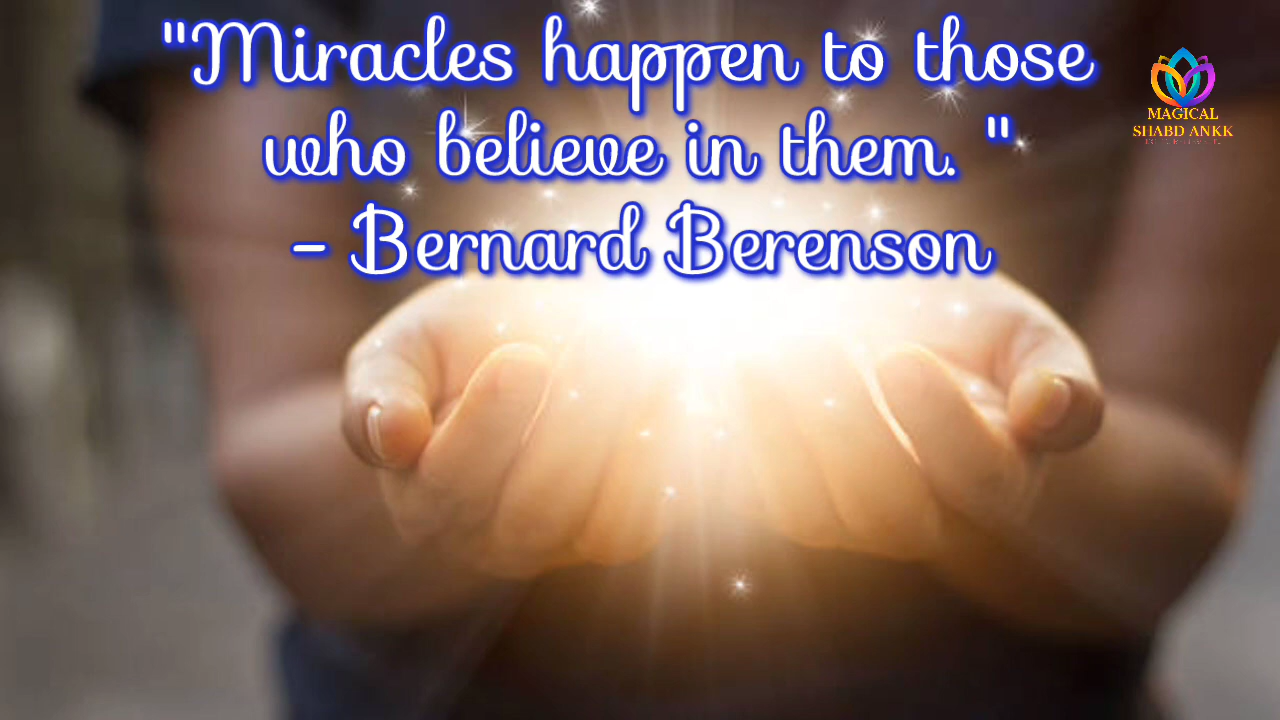 "Miracles happen to those
who believe in them. "
- Bernard Berenson
MAGICAL
SHABD ANKK